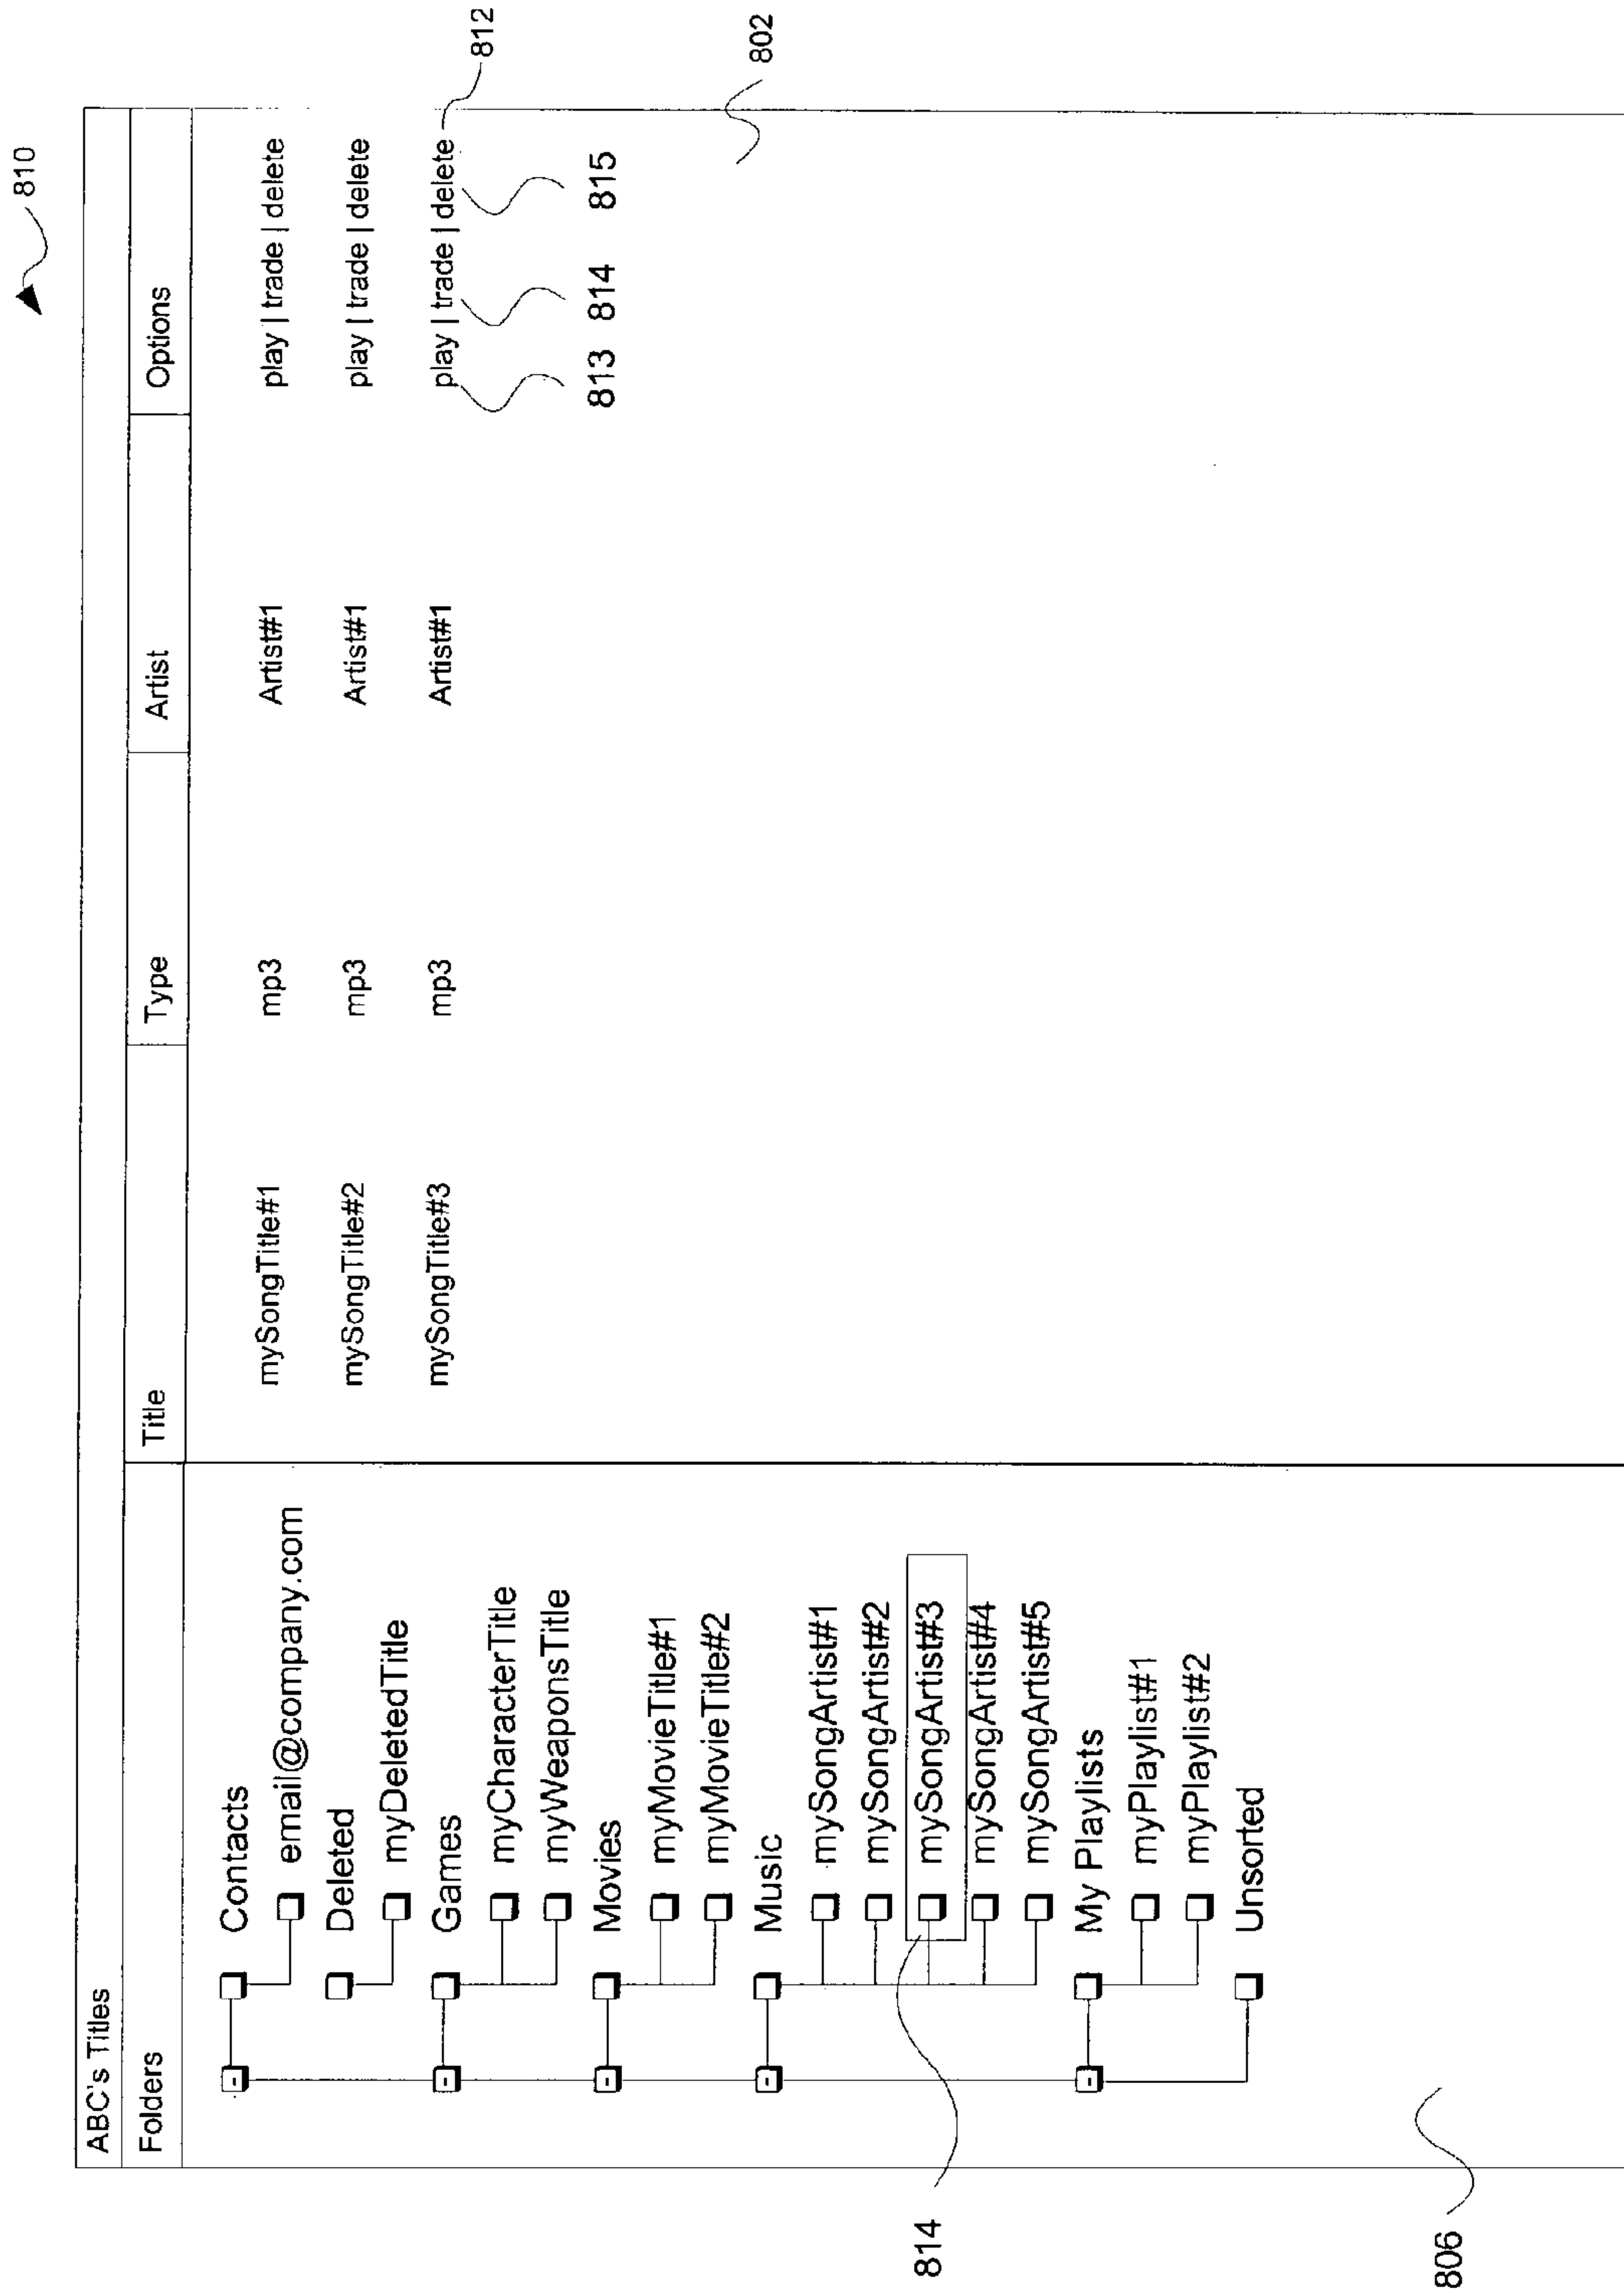 810
ABC's Titles
Folders
Title
Type
Artist
Options
Contacts
email@company.com
Deleted
myDeletedTitle
Games
myCharacterTitle
myWeaponsTitle
Movies
myMovieTitle#1
myMovieTitle#2
Music
mySongArtist#1
mySongArtist#2
mySongArtist#3
mySongArtist#4
mySongArtist#5
My Playlists
myPlaylist#1
myPlaylist#2
Unsorted
814
806
mySongTitle#1 mp3 Artist#1 play | trade | delete
mySongTitle#2 mp3 Artist#1 play | trade | delete
mySongTitle#3 mp3 Artist#1 play | trade | delete
812
813 814 815
802